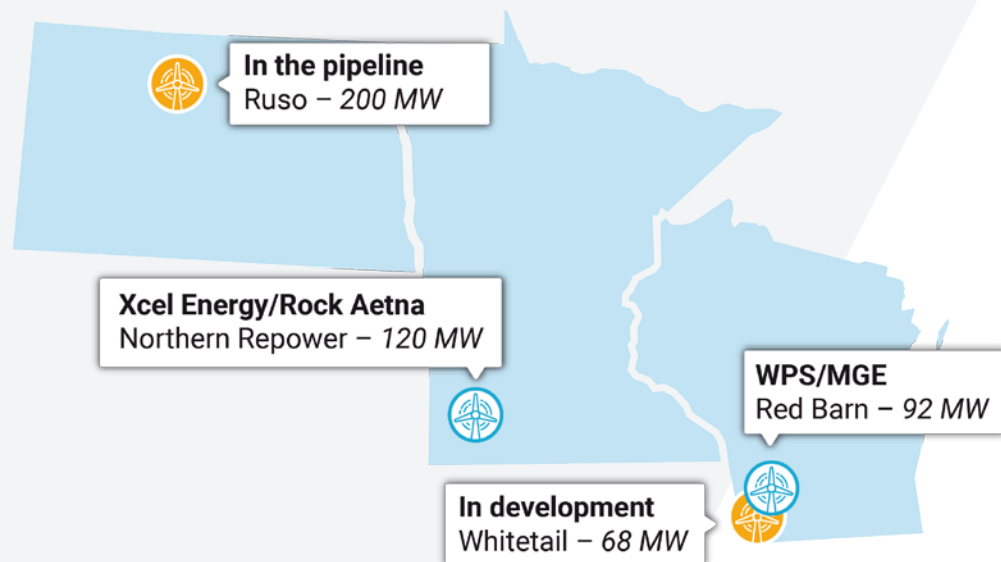 In the pipeline
Ruso – 200 MW
Xcel Energy/Rock Aetna
Northern Repower – 120 MW
WPS/MGE
Red Barn – 92 MW
In development
Whitetail – 68 MW